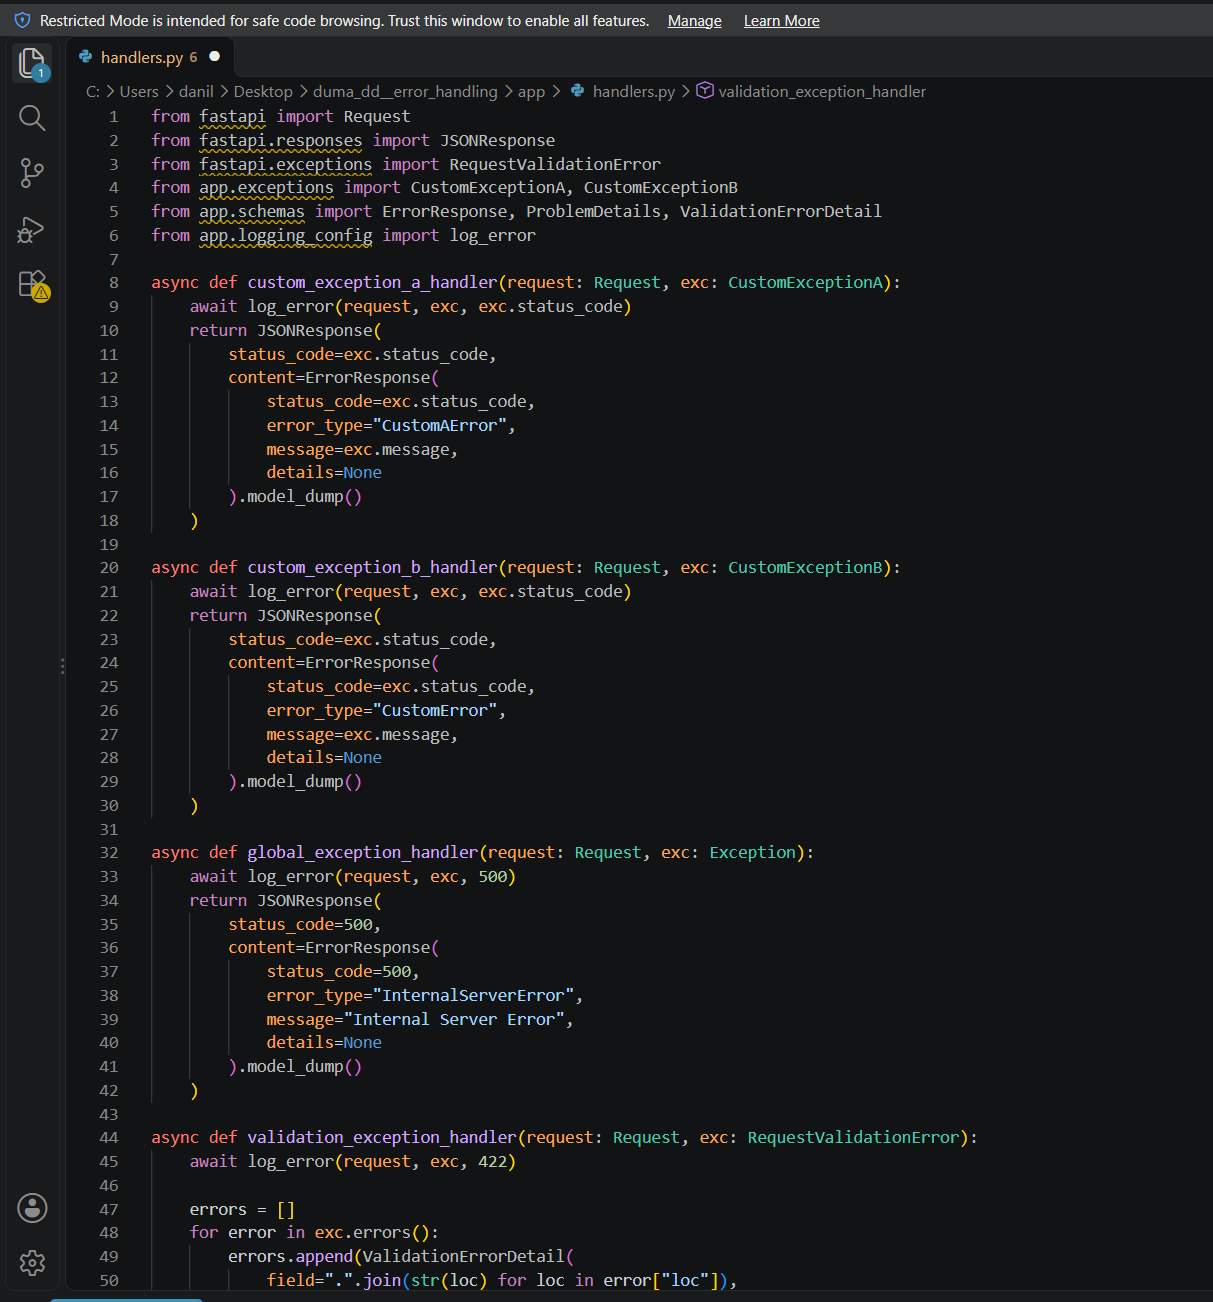 Restricted Mode is intended for safe code browsing. Trust this window to enable all features. Manage Learn More
handlers.py 6
1
C: > Users > danil > Desktop > duma_dd__error_handling > app > handlers.py > validation_exception_handler
1 from fastapi import Request
2 from fastapi.responses import JSONResponse
3 from fastapi.exceptions import RequestValidationError
4 from app.exceptions import CustomExceptionA, CustomExceptionB
5 from app.schemas import ErrorResponse, ProblemDetails, ValidationErrorDetail
6 from app.logging_config import log_error
7
8 async def custom_exception_a_handler(request: Request, exc: CustomExceptionA):
9     await log_error(request, exc, exc.status_code)
10     return JSONResponse(
11         status_code=exc.status_code,
12         content=ErrorResponse(
13             status_code=exc.status_code,
14             error_type="CustomAError",
15             message=exc.message,
16             details=None
17         ).model_dump()
18     )
19
20 async def custom_exception_b_handler(request: Request, exc: CustomExceptionB):
21     await log_error(request, exc, exc.status_code)
22     return JSONResponse(
23         status_code=exc.status_code,
24         content=ErrorResponse(
25             status_code=exc.status_code,
26             error_type="CustomError",
27             message=exc.message,
28             details=None
29         ).model_dump()
30     )
31
32 async def global_exception_handler(request: Request, exc: Exception):
33     await log_error(request, exc, 500)
34     return JSONResponse(
35         status_code=500,
36         content=ErrorResponse(
37             status_code=500,
38             error_type="InternalServerError",
39             message="Internal Server Error",
40             details=None
41         ).model_dump()
42     )
43
44 async def validation_exception_handler(request: Request, exc: RequestValidationError):
45     await log_error(request, exc, 422)
46
47     errors = []
48     for error in exc.errors():
49         errors.append(ValidationErrorDetail(
50             field=".".join(str(loc) for loc in error["loc"]),